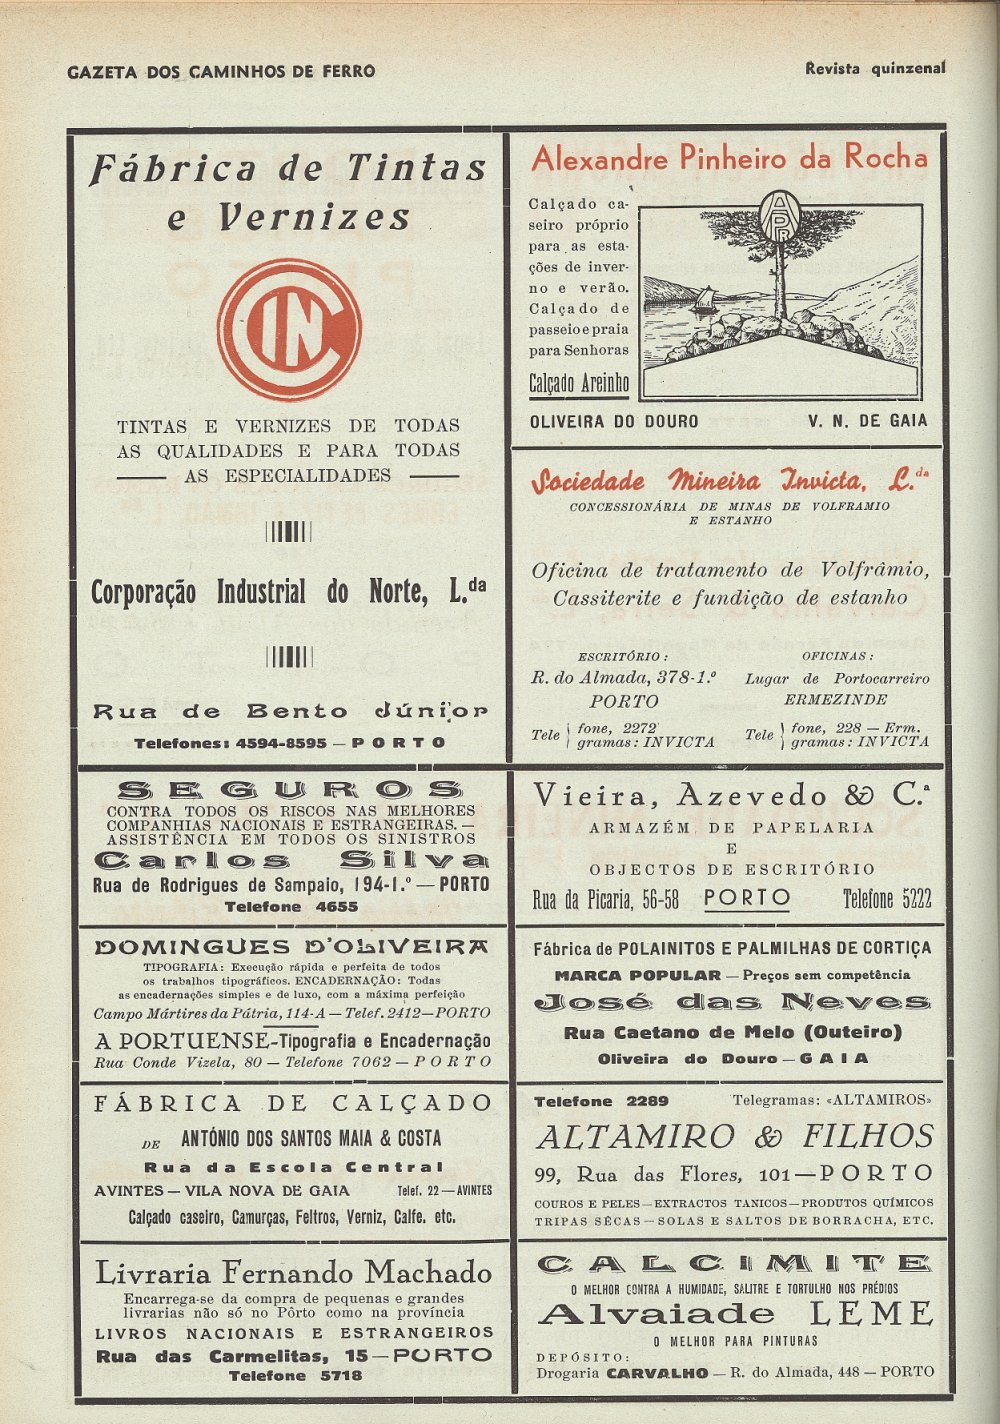 GAZETA DOS CAMINHOS DE FERRO
Revista quinzenal
Fábrica de Tintas
e Vernizes
CIN
TINTAS E VERNIZES DE TODAS
AS QUALIDADES E PARA TODAS
AS ESPECIALIDADES
Corporação Industrial do Norte, L.da
Rua de Bento Júnior
Telefones: 4594-8595 — PORTO
Alexandre Pinheiro da Rocha
Calçado ca-
seiro próprio
para as esta-
ções de inver-
no e verão.
Calçado de
passeio e praia
para Senhoras
Calçado Areinho
APR
OLIVEIRA DO DOURO V. N. DE GAIA
Sociedade Mineira Invicta, L.da
CONCESSIONÁRIA DE MINAS DE VOLFRAMIO
E ESTANHO
Oficina de tratamento de Volfrâmio,
Cassiterite e fundição de estanho
ESCRITÓRIO:
R. do Almada, 378-1.º
PORTO
Tele { fone, 2272
gramas: INVICTA
OFICINAS:
Lugar de Portocarreiro
ERMEZINDE
Tele } fone, 228 — Erm.
gramas: INVICTA
SEGUROS
CONTRA TODOS OS RISCOS NAS MELHORES
COMPANHIAS NACIONAIS E ESTRANGEIRAS. —
ASSISTÊNCIA EM TODOS OS SINISTROS
Carlos Silva
Rua de Rodrigues de Sampaio, 194-1.º — PORTO
Telefone 4655
Vieira, Azevedo & C.ª
ARMAZÉM DE PAPELARIA
E
OBJECTOS DE ESCRITÓRIO
Rua da Picaria, 56-58 PORTO Telefone 5222
DOMINGUES D'OLIVEIRA
TIPOGRAFIA: Execução rápida e perfeita de todos
os trabalhos tipográficos. ENCADERNAÇÃO: Todas
as encadernações simples e de luxo, com a máxima perfeição
Campo Mártires da Pátria, 114-A — Telef. 2412—PORTO
A PORTUENSE-Tipografia e Encadernação
Rua Conde Vizela, 80 — Telefone 7062 — PORTO
Fábrica de POLAINITOS E PALMILHAS DE CORTIÇA
MARCA POPULAR — Preços sem competência
José das Neves
Rua Caetano de Melo (Outeiro)
Oliveira do Douro — GAIA
FÁBRICA DE CALÇADO
DE ANTÓNIO DOS SANTOS MAIA & COSTA
Rua da Escola Central
AVINTES — VILA NOVA DE GAIA Telef. 22 — AVINTES
Calçado caseiro, Camurças, Feltros, Verniz, Calfe. etc.
Telefone 2289 Telegramas: «ALTAMIROS»
ALTAMIRO & FILHOS
99, Rua das Flores, 101 — PORTO
COUROS E PELES — EXTRACTOS TANICOS — PRODUTOS QUÍMICOS
TRIPAS SÊCAS — SOLAS E SALTOS DE BORRACHA, ETC.
Livraria Fernando Machado
Encarrega-se da compra de pequenas e grandes
livrarias não só no Pôrto como na província
LIVROS NACIONAIS E ESTRANGEIROS
Rua das Carmelitas, 15 — PORTO
Telefone 5718
CALCIMITE
O MELHOR CONTRA A HUMIDADE, SALITRE E TORTULHO NOS PRÉDIOS
Alvaiade LEME
O MELHOR PARA PINTURAS
DEPÓSITO:
Drogaria CARVALHO — R. do Almada, 448 — PORTO